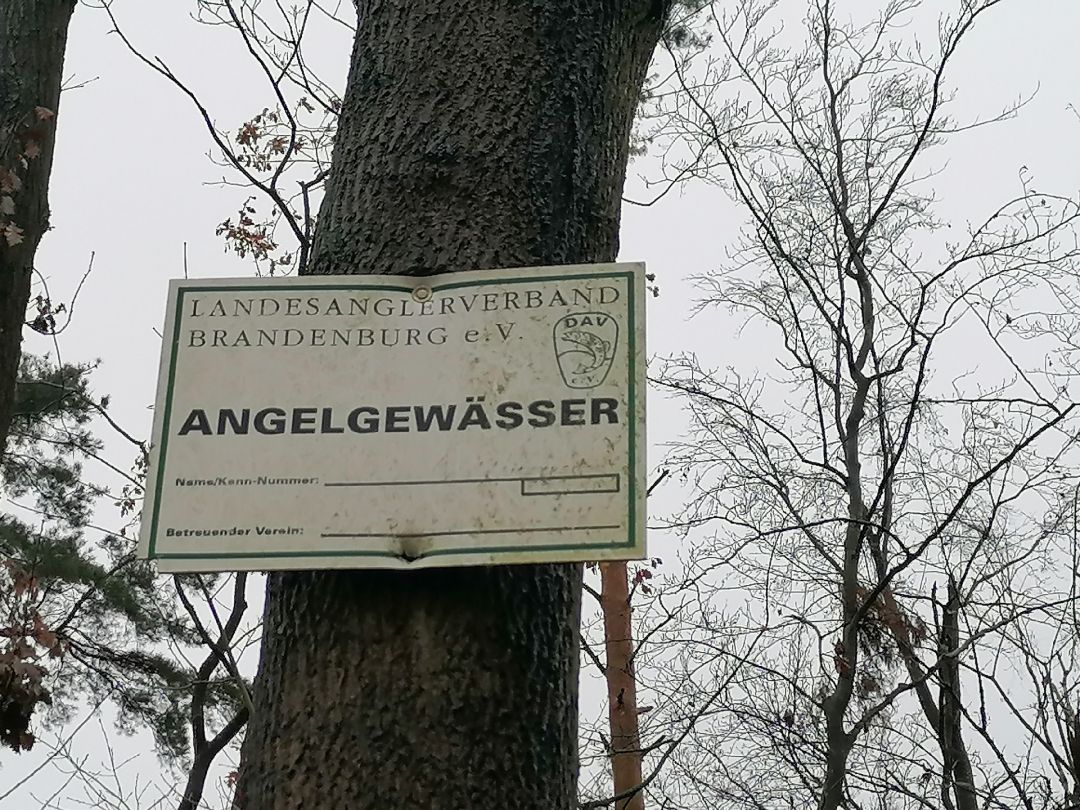 LANDESANGLERVERBAND
BRANDENBURG e.V.
DAV
e.V.
ANGELGEWÄSSER
Name/Kenn-Nummer:
Betreuender Verein: